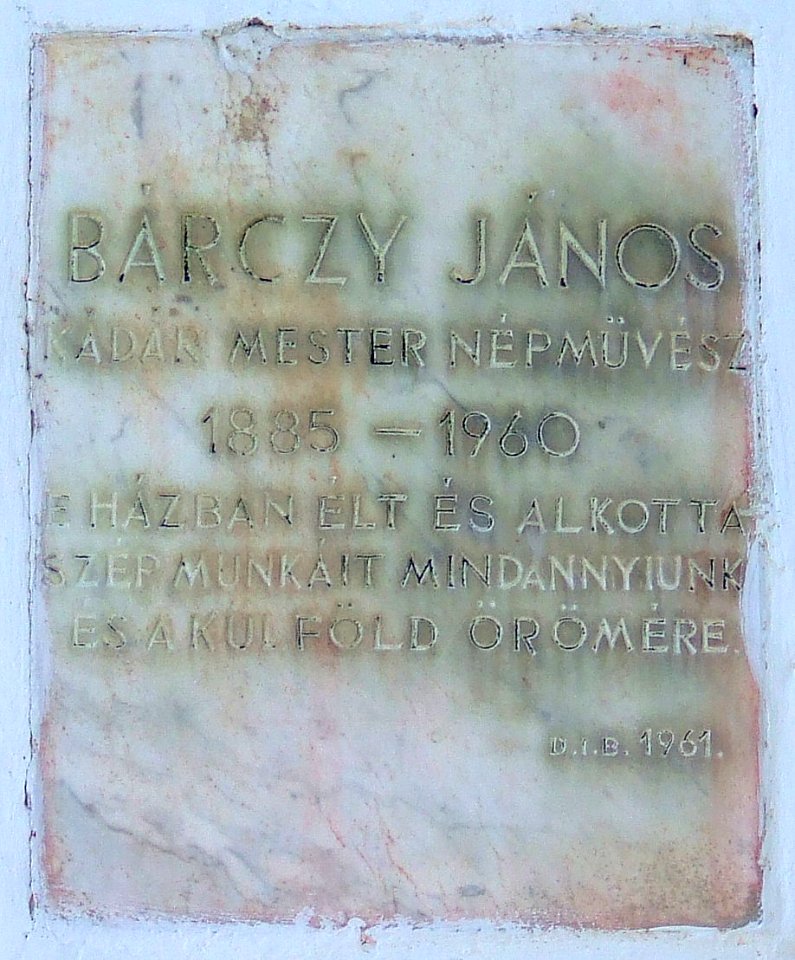 BÁRCZY JÁNOS
KÁDÁR MESTER NÉPMŰVÉSZ
1885 – 1960
E HÁZBAN ÉLT ÉS ALKOTTA
SZÉP MUNKÁIT MINDANNYIUNK
ÉS A KÜLFÖLD ÖRÖMÉRE.
D.I.B. 1961.